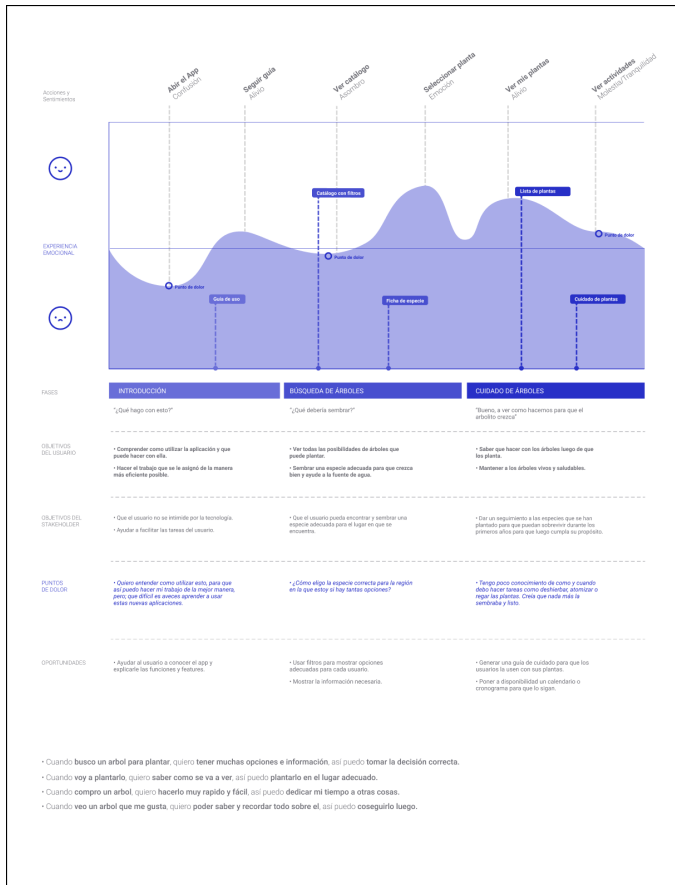 Acciones y
Sentimientos
Abir el App
Confusión
Seguir guía
Alivio
Ver catálogo
Asombro
Seleccionar planta
Emoción
Ver mis plantas
Alivio
Ver actividades
Molestia/Tranquilidad
Catálogo con filtros
Lista de plantas
Punto de dolor
EXPERIENCIA
EMOCIONAL
Punto de dolor
Punto de dolor
Guía de uso
Ficha de especie
Cuidado de plantas
FASES
INTRODUCCIÓN
BÚSQUEDA DE ÁRBOLES
CUIDADO DE ÁRBOLES
"¿Qué hago con esto?"
"¿Qué debería sembrar?"
"Bueno, a ver como hacemos para que el
arbolito crezca"
OBJETIVOS
DEL USUARIO
• Comprender como utilizar la aplicación y que
puede hacer con ella.
• Hacer el trabajo que se le asignó de la manera
más eficiente posible.
• Ver todas las posibilidades de árboles que
puede plantar.
• Sembrar una especie adecuada para que crezca
bien y ayude a la fuente de agua.
• Saber que hacer con los árboles luego de que
los planta.
• Mantener a los árboles vivos y saludables.
OBJETIVOS DEL
STAKEHOLDER
• Que el usuario no se intimide por la tecnología.
• Ayudar a facilitar las tareas del usuario.
• Que el usuario pueda encontrar y sembrar una
especie adecuada para el lugar en que se
encuentra.
• Dar un seguimiento a las especies que se han
plantado para que puedan sobrevivir durante los
primeros años para que luego cumpla su propósito.
PUNTOS
DE DOLOR
• Quiero entender como utilizar esto, para que
así puedo hacer mi trabajo de la mejor manera,
pero; que difícil es aveces aprender a usar
estas nuevas aplicaciones.
• ¿Cómo eligo la especie correcta para la región
en la que estoy si hay tantas opciones?
• Tengo poco conocimiento de como y cuando
debo hacer tareas como deshierbar, atomizar o
regar las plantas. Creía que nada más la
sembraba y listo.
OPORTUNIDADES
• Ayudar al usuario a conocer el app y
explicarle las funciones y features.
• Usar filtros para mostrar opciones
adecuadas para cada usuario.
• Mostrar la información necesaria.
• Generar una guía de cuidado para que los
usuarios la usen con sus plantas.
• Poner a disponibilidad un calendario o
cronograma para que lo sigan.
• Cuando busco un arbol para plantar, quiero tener muchas opciones e información, así puedo tomar la decisión correcta.
• Cuando voy a plantarlo, quiero saber como se va a ver, así puedo plantarlo en el lugar adecuado.
• Cuando compro un arbol, quiero hacerlo muy rapido y fácil, así puedo dedicar mi tiempo a otras cosas.
• Cuando veo un arbol que me gusta, quiero poder saber y recordar todo sobre el, asi puedo coseguirlo luego.